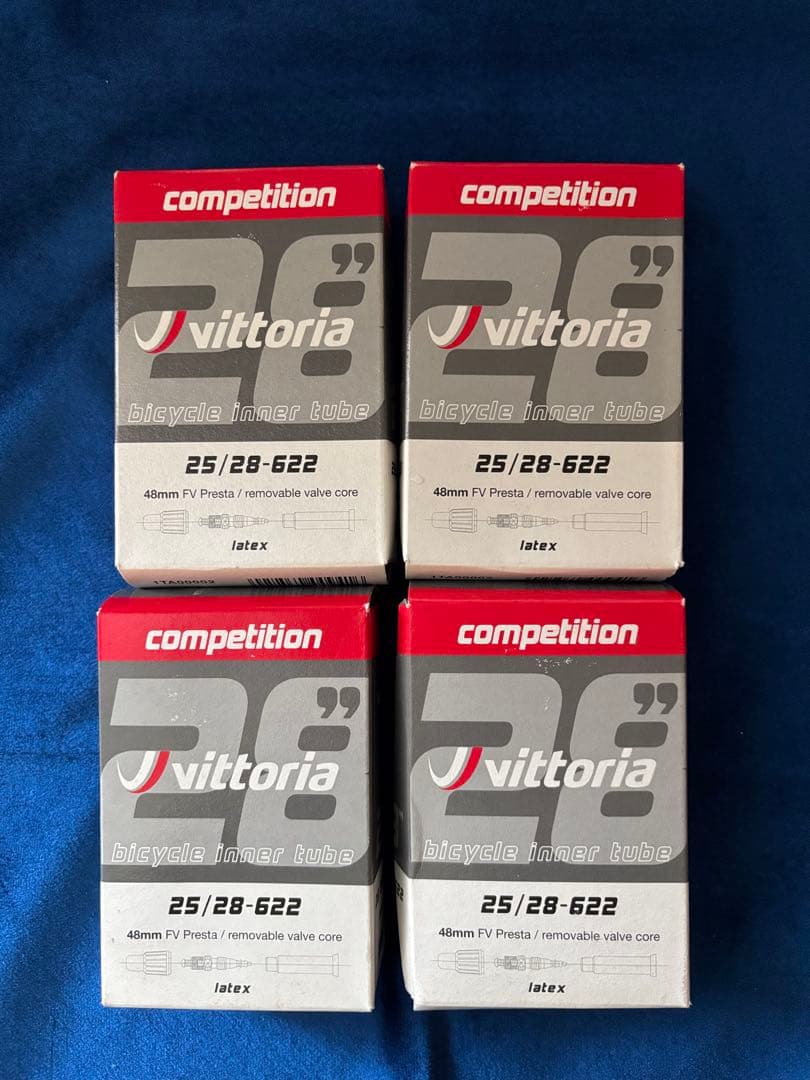 competition
28”
vittoria
bicycle inner tube
25/28-622
48mm FV Presta / removable valve core
latex
1TA00002
competition
28”
vittoria
bicycle inner tube
25/28-622
48mm FV Presta / removable valve core
latex
competition
28”
vittoria
bicycle inner tube
25/28-622
48mm FV Presta / removable valve core
latex
competition
28”
vittoria
bicycle inner tube
25/28-622
48mm FV Presta / removable valve core
latex